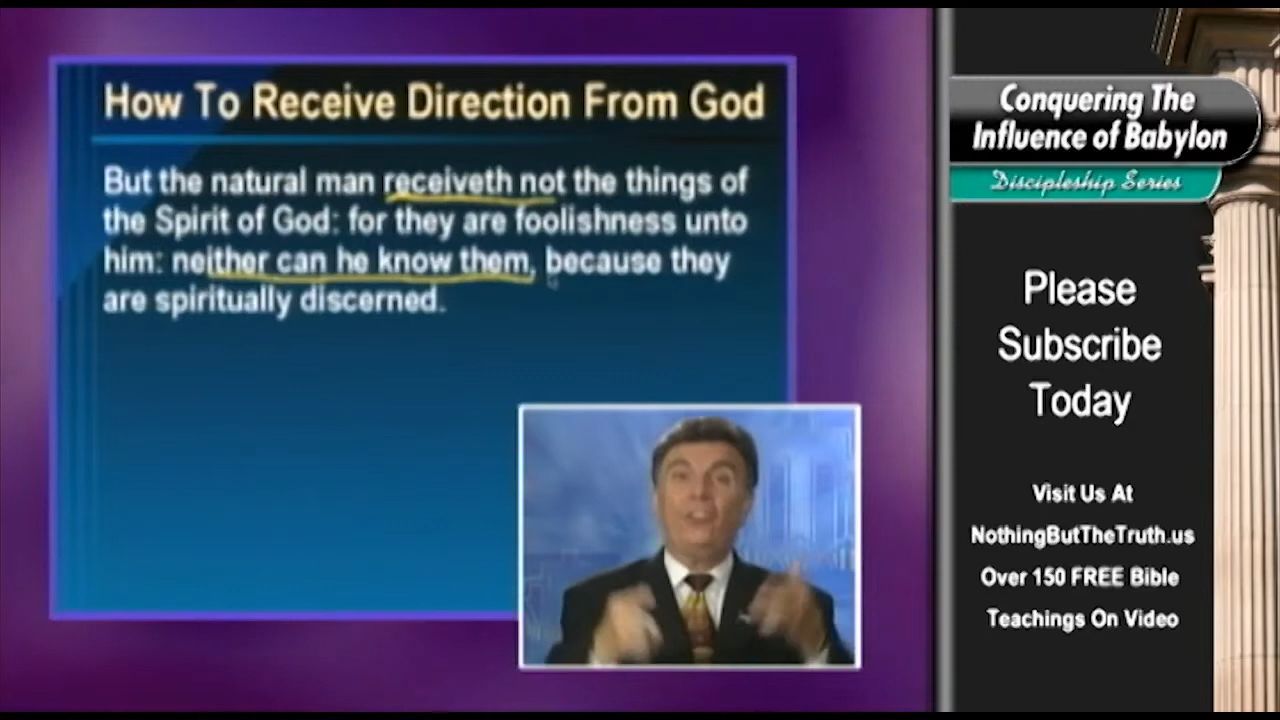 How To Receive Direction From God
But the natural man receiveth not the things of
the Spirit of God: for they are foolishness unto
him: neither can he know them, because they
are spiritually discerned.
Conquering The
Influence of Babylon
Discipleship Series
Please
Subscribe
Today
Visit Us At
NothingButTheTruth.us
Over 150 FREE Bible
Teachings On Video